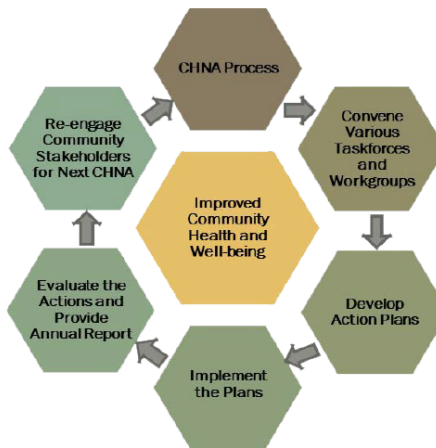 CHNA Process
Convene
Various
Taskforces
and
Workgroups
Develop
Action Plans
Implement
the Plans
Evaluate the
Actions and
Provide
Annual Report
Re-engage
Community
Stakeholders
for Next CHNA
Improved
Community
Health and
Well-being